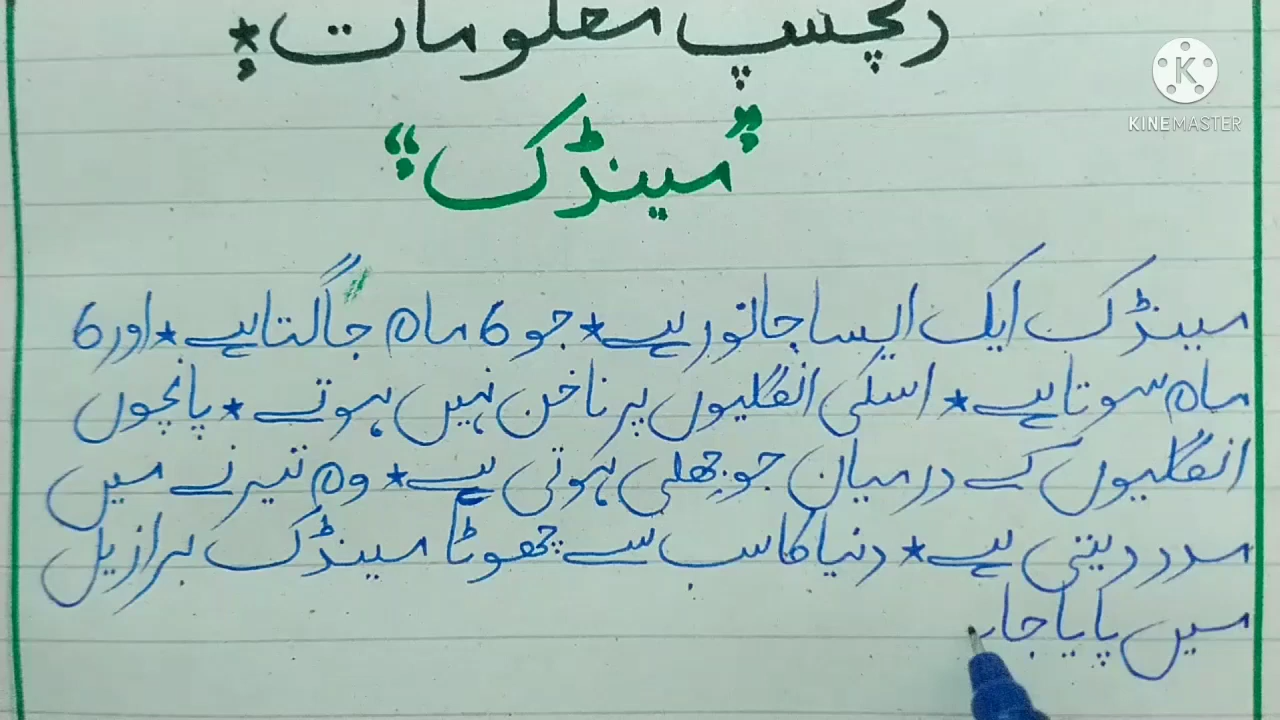 دلچسپ معلومات★
"مینڈک"
مینڈک ایک ایسا جانور ہے★ جو 6 ماہ جاگتا ہے★ اور 6
ماہ سوتا ہے★ اسکی انگلیوں پر ناخن نہیں ہوتے★ پانچوں
انگلیوں کے درمیان جو جھلی ہوتی ہے★ وہ تیرنے میں
مدد دیتی ہے★ دنیا کا سب سے چھوٹا مینڈک برازیل
میں پایا جا
KINEMASTER